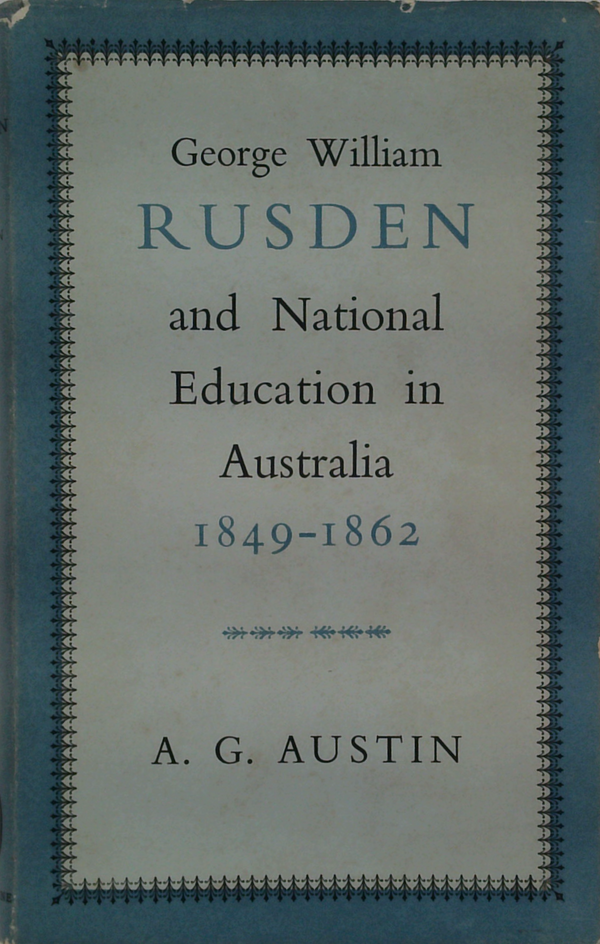 George William
RUSDEN
and National
Education in
Australia
1849-1862
A. G. AUSTIN